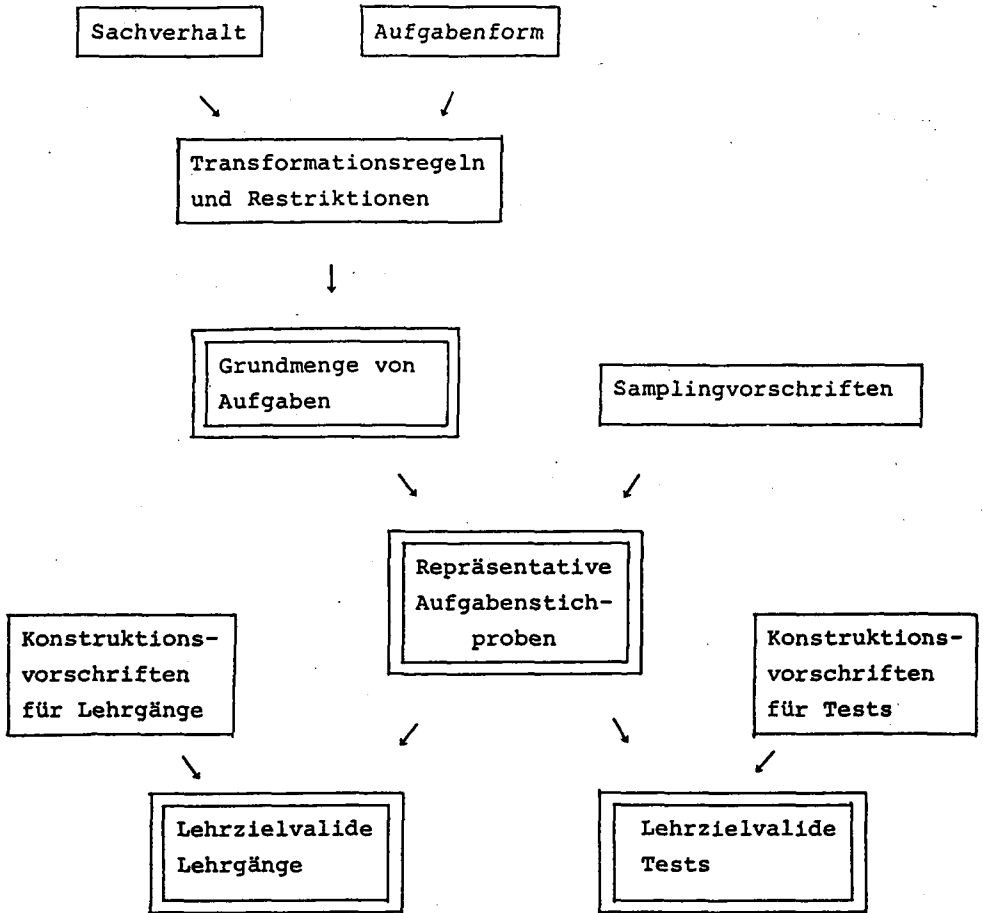 Sachverhalt
Aufgabenform
Transformationsregeln
und Restriktionen
Grundmenge von
Aufgaben
Samplingvorschriften
Repräsentative
Aufgabenstich-
proben
Konstruktions-
vorschriften
für Lehrgänge
Konstruktions-
vorschriften
für Tests
Lehrzielvalide
Lehrgänge
Lehrzielvalide
Tests